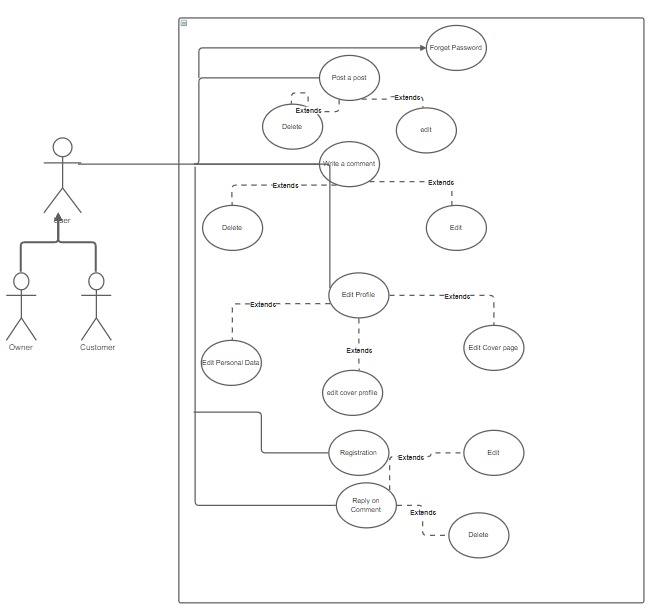 Forget Password
Post a post
Extends
Extends
Delete
edit
Write a comment
Extends
Extends
User
Delete
Edit
Edit Profile
Extends
Extends
Owner
Customer
Extends
Edit Cover page
Edit Personal Data
edit cover profile
Registration
Extends
Edit
Reply on
Comment
Extends
Delete